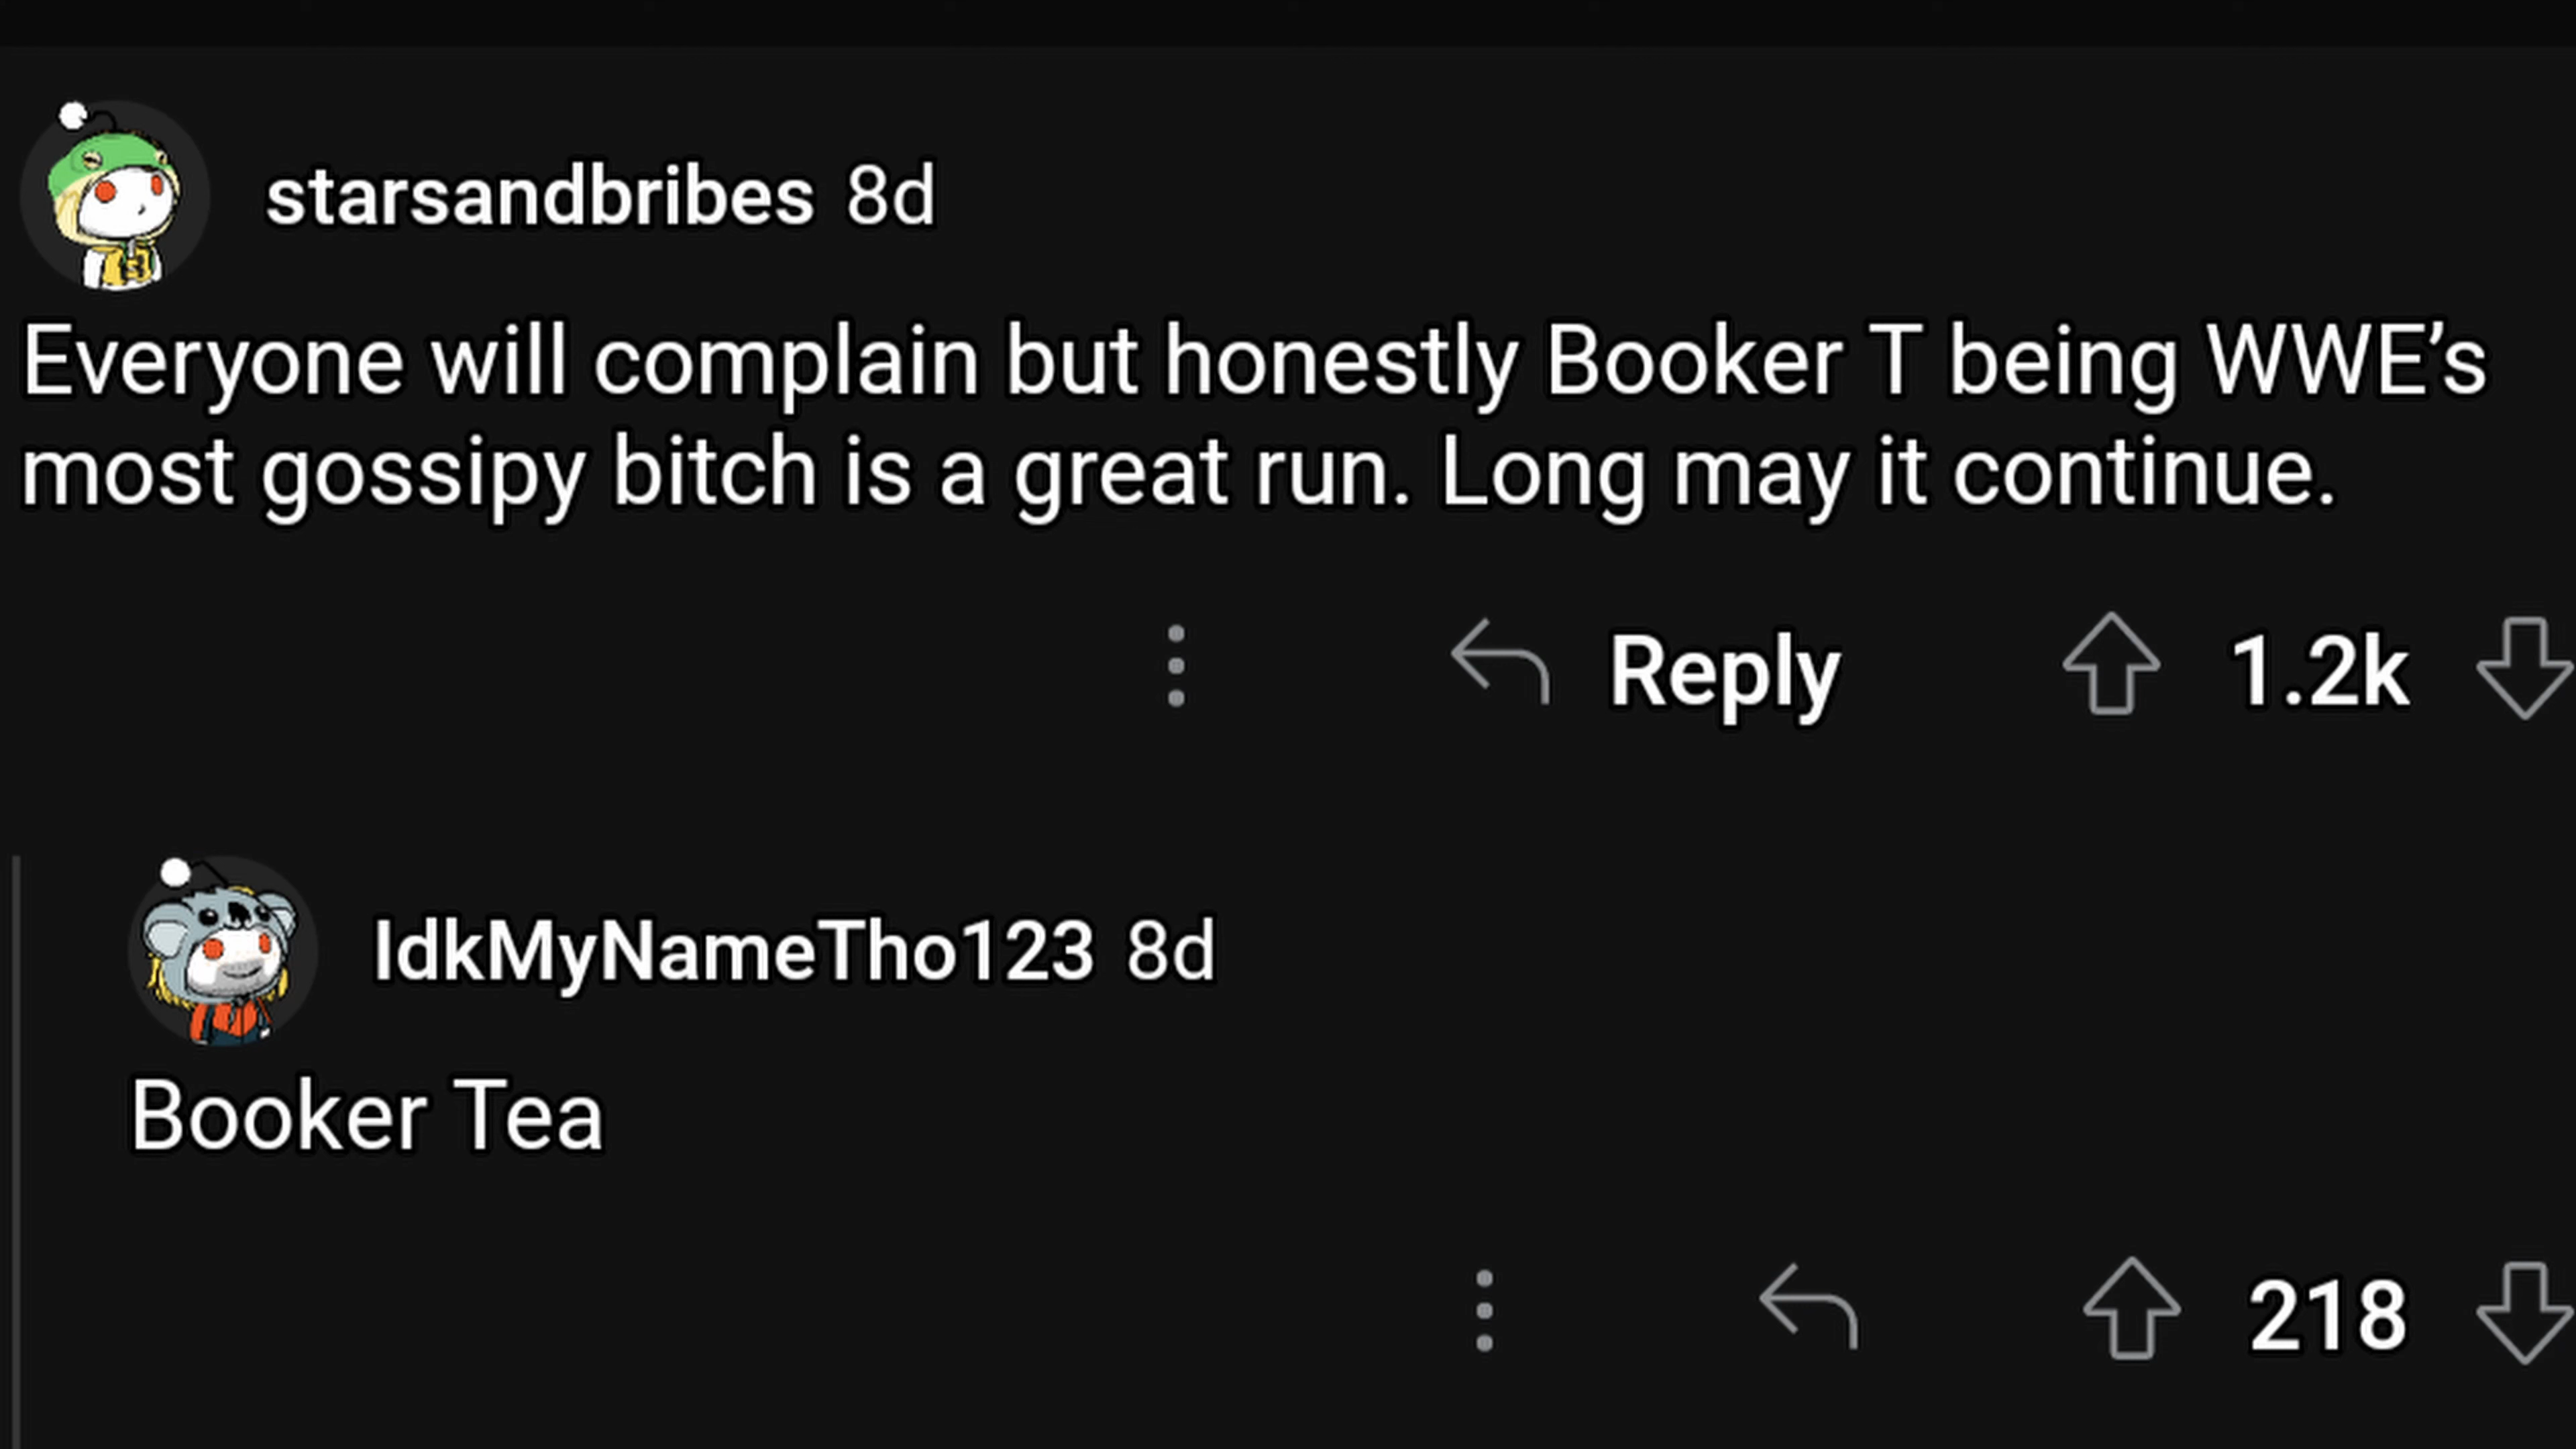 starsandbribes 8d
Everyone will complain but honestly Booker T being WWE’s
most gossipy bitch is a great run. Long may it continue.
Reply 1.2k
IdkMyNameTho123 8d
Booker Tea
218